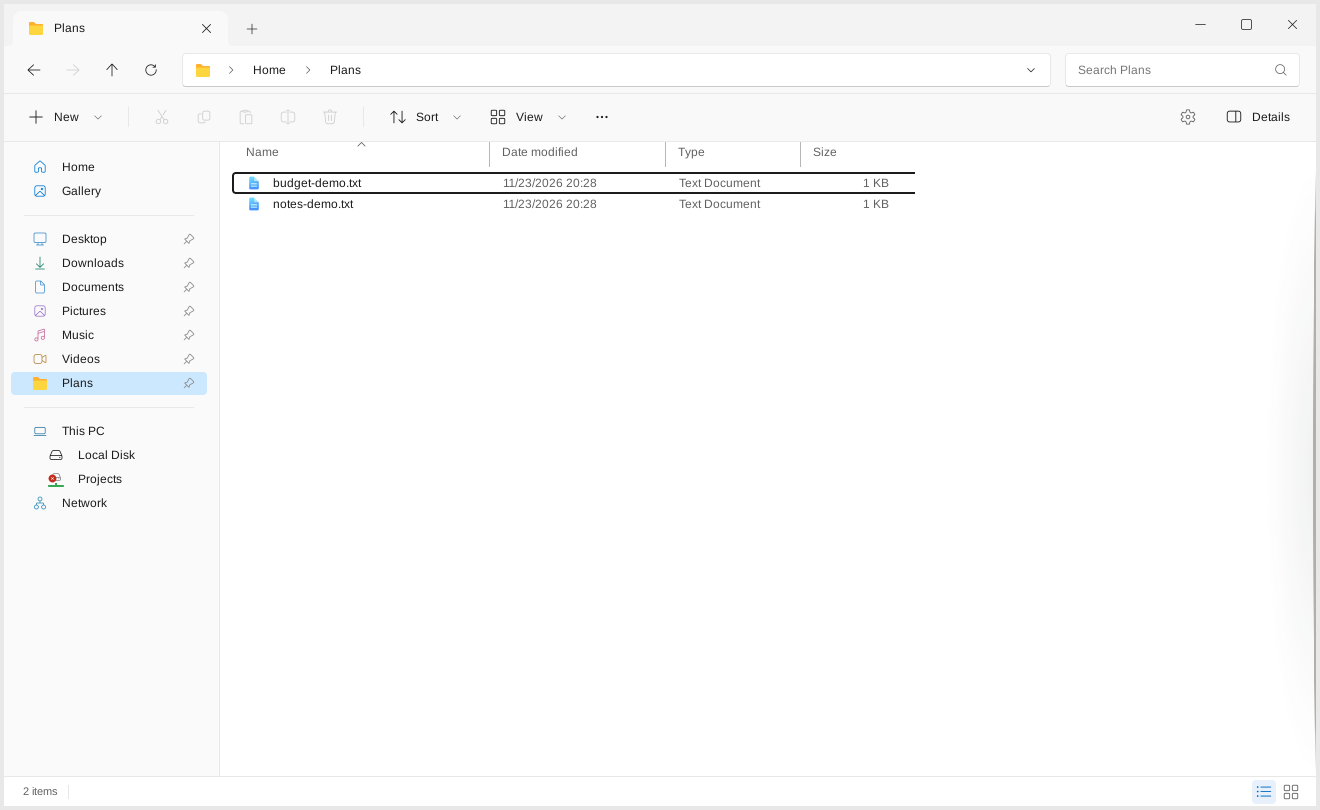 Plans
Home Plans
Search Plans
New Sort View Details
Name Date modified Type Size
budget-demo.txt 11/23/2026 20:28 Text Document 1 KB
notes-demo.txt 11/23/2026 20:28 Text Document 1 KB
Home
Gallery
Desktop
Downloads
Documents
Pictures
Music
Videos
Plans
This PC
Local Disk
Projects
Network
2 items